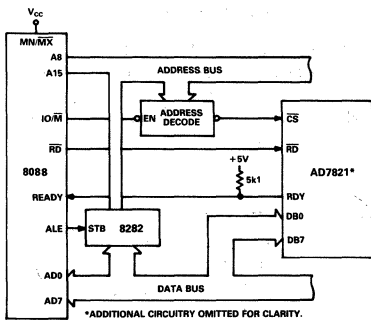 VCC
MN/MX
A8
A15
ADDRESS BUS
IO/M
EN
ADDRESS
DECODE
CS
RD
RD
8088
+5V
5k1
AD7821*
READY
RDY
ALE
STB
8282
DB0
DB7
AD0
AD7
DATA BUS
*ADDITIONAL CIRCUITRY OMITTED FOR CLARITY.